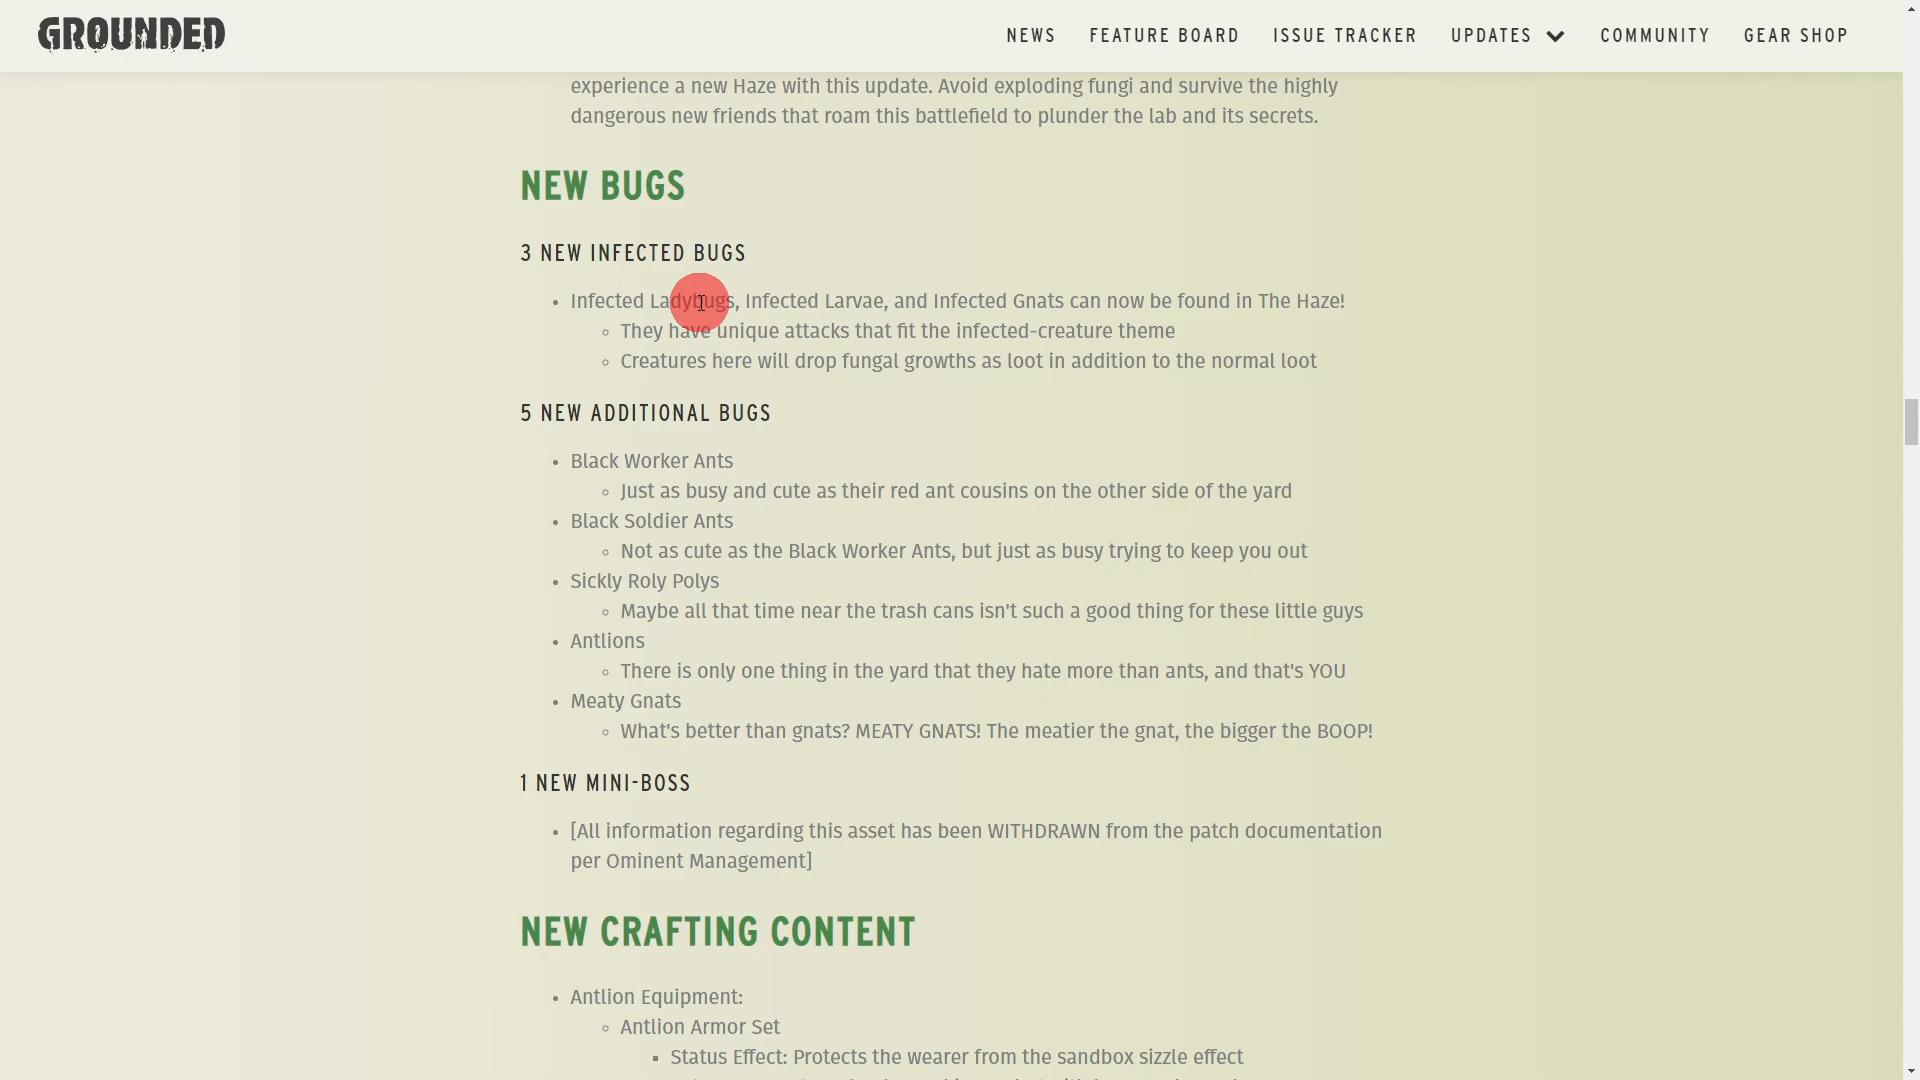 GROUNDED
NEWS FEATURE BOARD ISSUE TRACKER UPDATES COMMUNITY GEAR SHOP
experience a new Haze with this update. Avoid exploding fungi and survive the highly
dangerous new friends that roam this battlefield to plunder the lab and its secrets.
NEW BUGS
3 NEW INFECTED BUGS
• Infected Ladybugs, Infected Larvae, and Infected Gnats can now be found in The Haze!
◦ They have unique attacks that fit the infected-creature theme
◦ Creatures here will drop fungal growths as loot in addition to the normal loot
5 NEW ADDITIONAL BUGS
• Black Worker Ants
◦ Just as busy and cute as their red ant cousins on the other side of the yard
• Black Soldier Ants
◦ Not as cute as the Black Worker Ants, but just as busy trying to keep you out
• Sickly Roly Polys
◦ Maybe all that time near the trash cans isn't such a good thing for these little guys
• Antlions
◦ There is only one thing in the yard that they hate more than ants, and that's YOU
• Meaty Gnats
◦ What's better than gnats? MEATY GNATS! The meatier the gnat, the bigger the BOOP!
1 NEW MINI-BOSS
• [All information regarding this asset has been WITHDRAWN from the patch documentation
per Ominent Management]
NEW CRAFTING CONTENT
• Antlion Equipment:
◦ Antlion Armor Set
▪ Status Effect: Protects the wearer from the sandbox sizzle effect